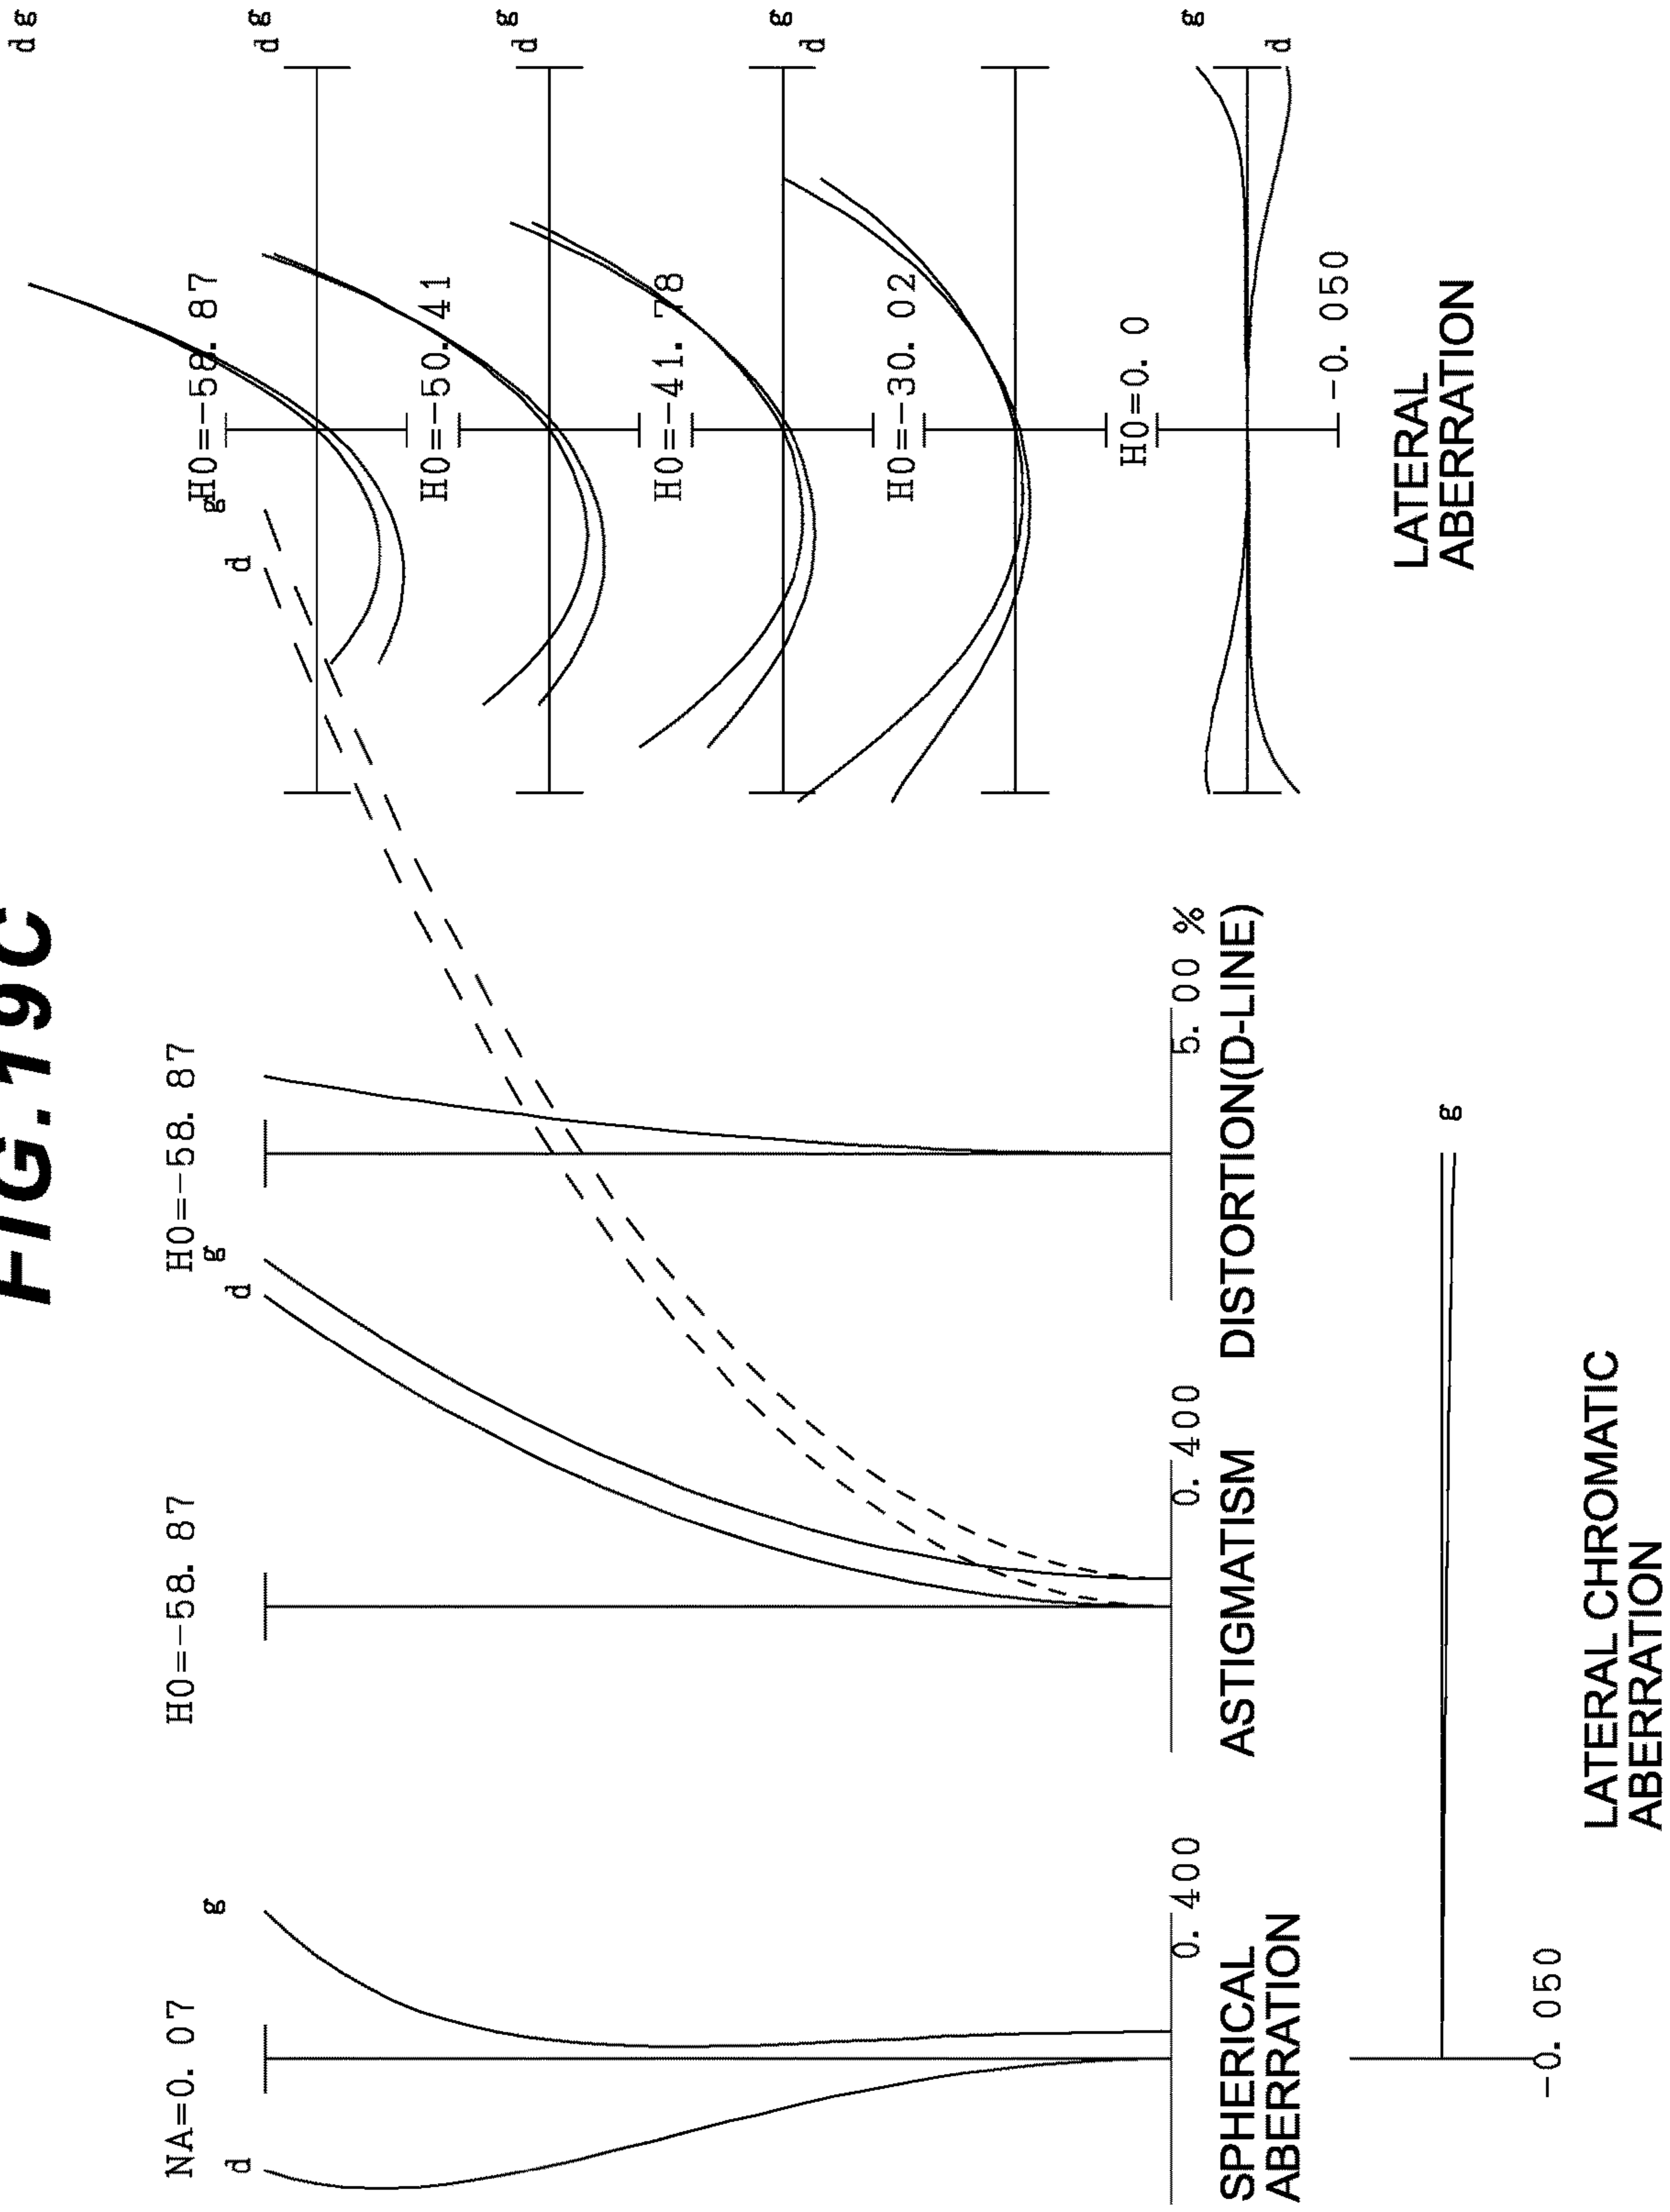 FIG.19C
NA=0.07
d
g
0.400
SPHERICAL
ABERRATION
H0=-58.87
d
g
d
g
0.400
ASTIGMATISM
H0=-58.87
5.00 %
DISTORTION(D-LINE)
H0=-58.87
d g
H0=-50.41
d g
H0=-41.78
d g
H0=-30.02
d
g
H0=0.0
g
d
-0.050
LATERAL
ABERRATION
g
-0.050
LATERAL CHROMATIC
ABERRATION